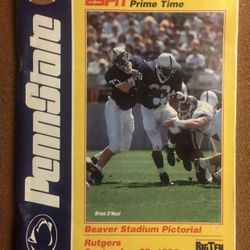 ESPN
Prime Time
PennState
Brian O'Neal
Beaver Stadium Pictorial
Rutgers
BIG TEN